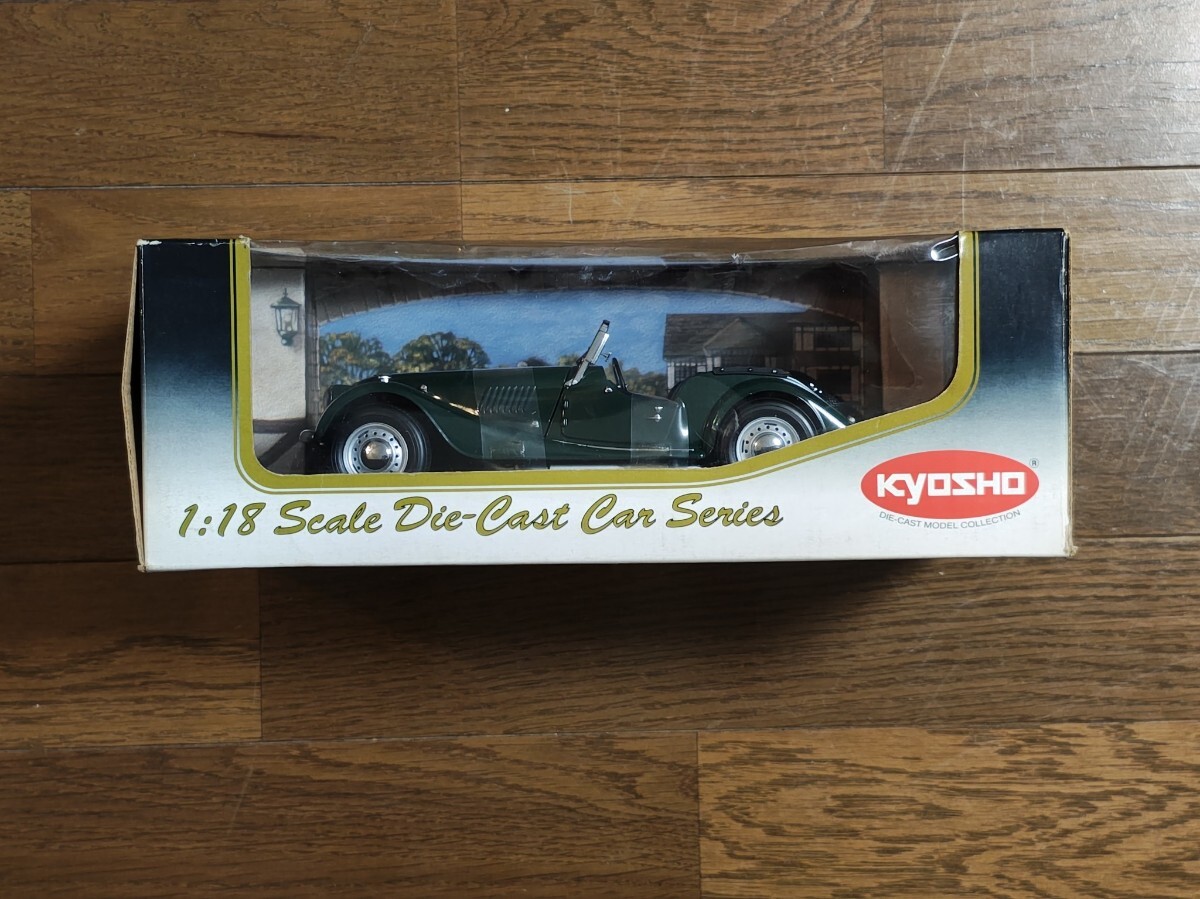 1:18 Scale Die-Cast Car Series
KYOSHO ®
DIE-CAST MODEL COLLECTION